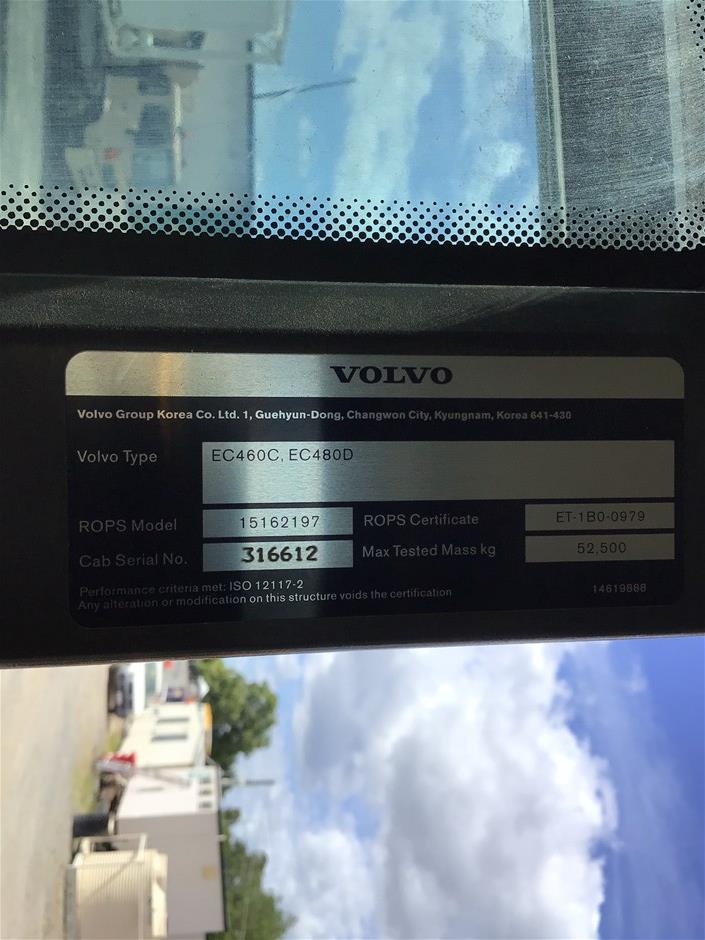 VOLVO
Volvo Group Korea Co. Ltd. 1, Guehyun-Dong, Changwon City, Kyungnam, Korea 641-430
Volvo Type EC460C, EC480D
ROPS Model 15162197 ROPS Certificate ET-1B0-0979
Cab Serial No. 316612 Max Tested Mass kg 52,500
Performance criteria met: ISO 12117-2
Any alteration or modification on this structure voids the certification 14619888